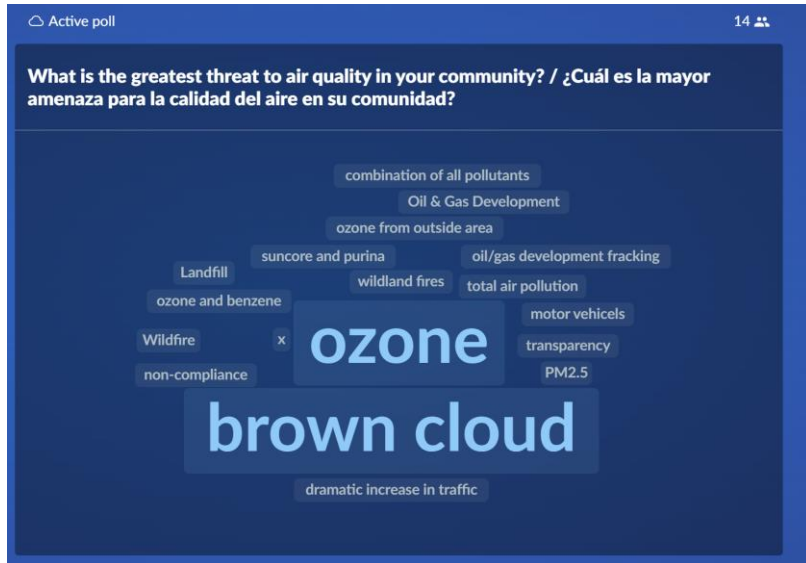 Active poll
14
What is the greatest threat to air quality in your community? / ¿Cuál es la mayor
amenaza para la calidad del aire en su comunidad?
combination of all pollutants
Oil & Gas Development
ozone from outside area
suncore and purina
oil/gas development fracking
Landfill
wildland fires
total air pollution
ozone and benzene
motor vehicels
Wildfire
x
ozone
transparency
non-compliance
PM2.5
brown cloud
dramatic increase in traffic